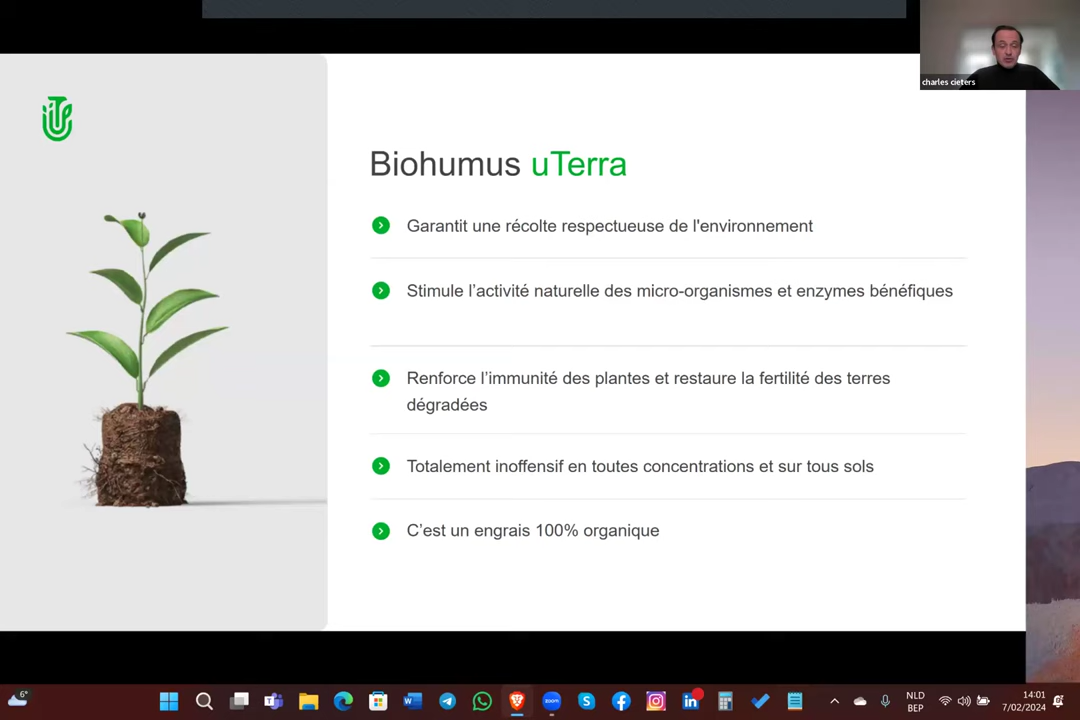 charles cieters
Biohumus uTerra
Garantit une récolte respectueuse de l'environnement
Stimule l’activité naturelle des micro-organismes et enzymes bénéfiques
Renforce l’immunité des plantes et restaure la fertilité des terres
dégradées
Totalement inoffensif en toutes concentrations et sur tous sols
C’est un engrais 100% organique
6°
zoom
NLD
BEP
14:01
7/02/2024